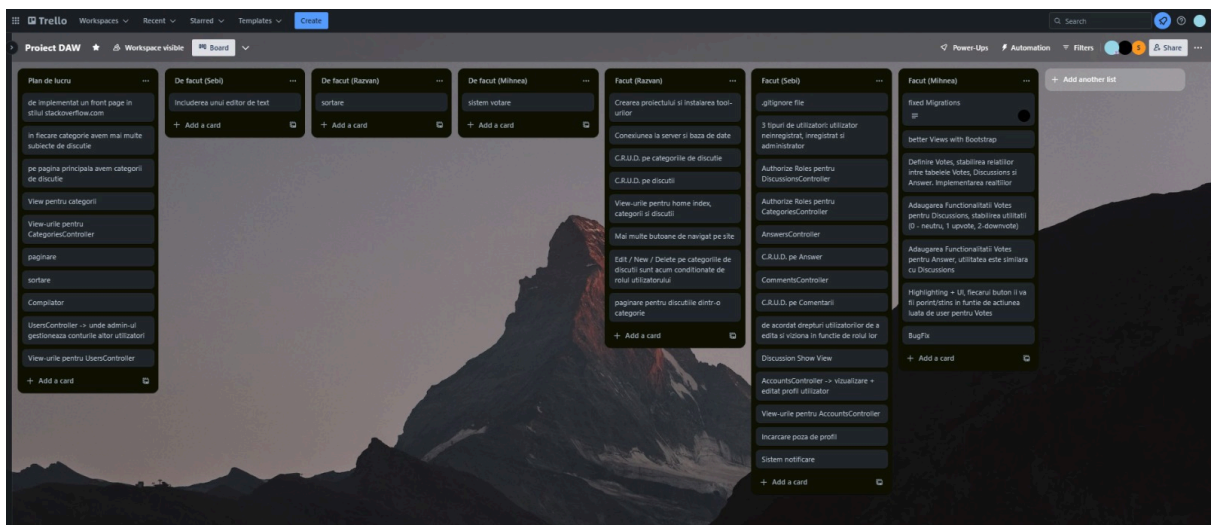 Trello Workspaces Recent Starred Templates Create Search
Proiect DAW Workspace visible Board Power-Ups Automation Filters S Share
Plan de lucru
de implementat un front page in
stilul stackoverflow.com
in fiecare categorie avem mai multe
subiecte de discutie
pe pagina principala avem categorii
de discutie
View pentru categorii
View-urile pentru
CategoriesController
paginare
sortare
Compilator
UsersController -> unde admin-ul
gestioneaza conturile altor utilizatori
View-urile pentru UsersController
+ Add a card
De facut (Sebi)
Includerea unui editor de text
+ Add a card
De facut (Razvan)
sortare
+ Add a card
De facut (Mihnea)
sistem votare
+ Add a card
Facut (Razvan)
Crearea proiectului si instalarea tool-
urilor
Conexiunea la server si baza de date
C.R.U.D. pe categoriile de discutie
C.R.U.D. pe discutii
View-urile pentru home index,
categorii si discutii
Mai multe butoane de navigat pe site
Edit / New / Delete pe categoriile de
discutii sunt acum conditionate de
rolul utilizatorului
paginare pentru discutiile dintr-o
categorie
+ Add a card
Facut (Sebi)
.gitignore file
3 tipuri de utilizatori: utilizator
neinregistrat, inregistrat si
administrator
Authorize Roles pentru
DiscussionsController
Authorize Roles pentru
CategoriesController
AnswersController
C.R.U.D. pe Answer
CommentsController
C.R.U.D. pe Comentarii
de acordat drepturi utilizatorilor de a
edita si viziona in functie de rolul lor
Discussion Show View
AccountsController -> vizualizare +
editat profil utilizator
View-urile pentru AccountsController
Incarcare poza de profil
Sistem notificare
+ Add a card
Facut (Mihnea)
fixed Migrations
better Views with Bootstrap
Definire Votes, stabilirea relatiilor
intre tabelele Votes, Discussions si
Answer. Implementarea realtiilor
Adaugarea Functionalitatii Votes
pentru Discussions, stabilirea utilitatii
(0 - neutru, 1 upvote, 2-downvote)
Adaugarea Functionalitatii Votes
pentru Answer, utilitatea este similara
cu Discussions
Highlighting + UI, fiecarui buton ii va
fii pornit/stins in funtie de actiunea
luata de user pentru Votes
BugFix
+ Add a card
+ Add another list